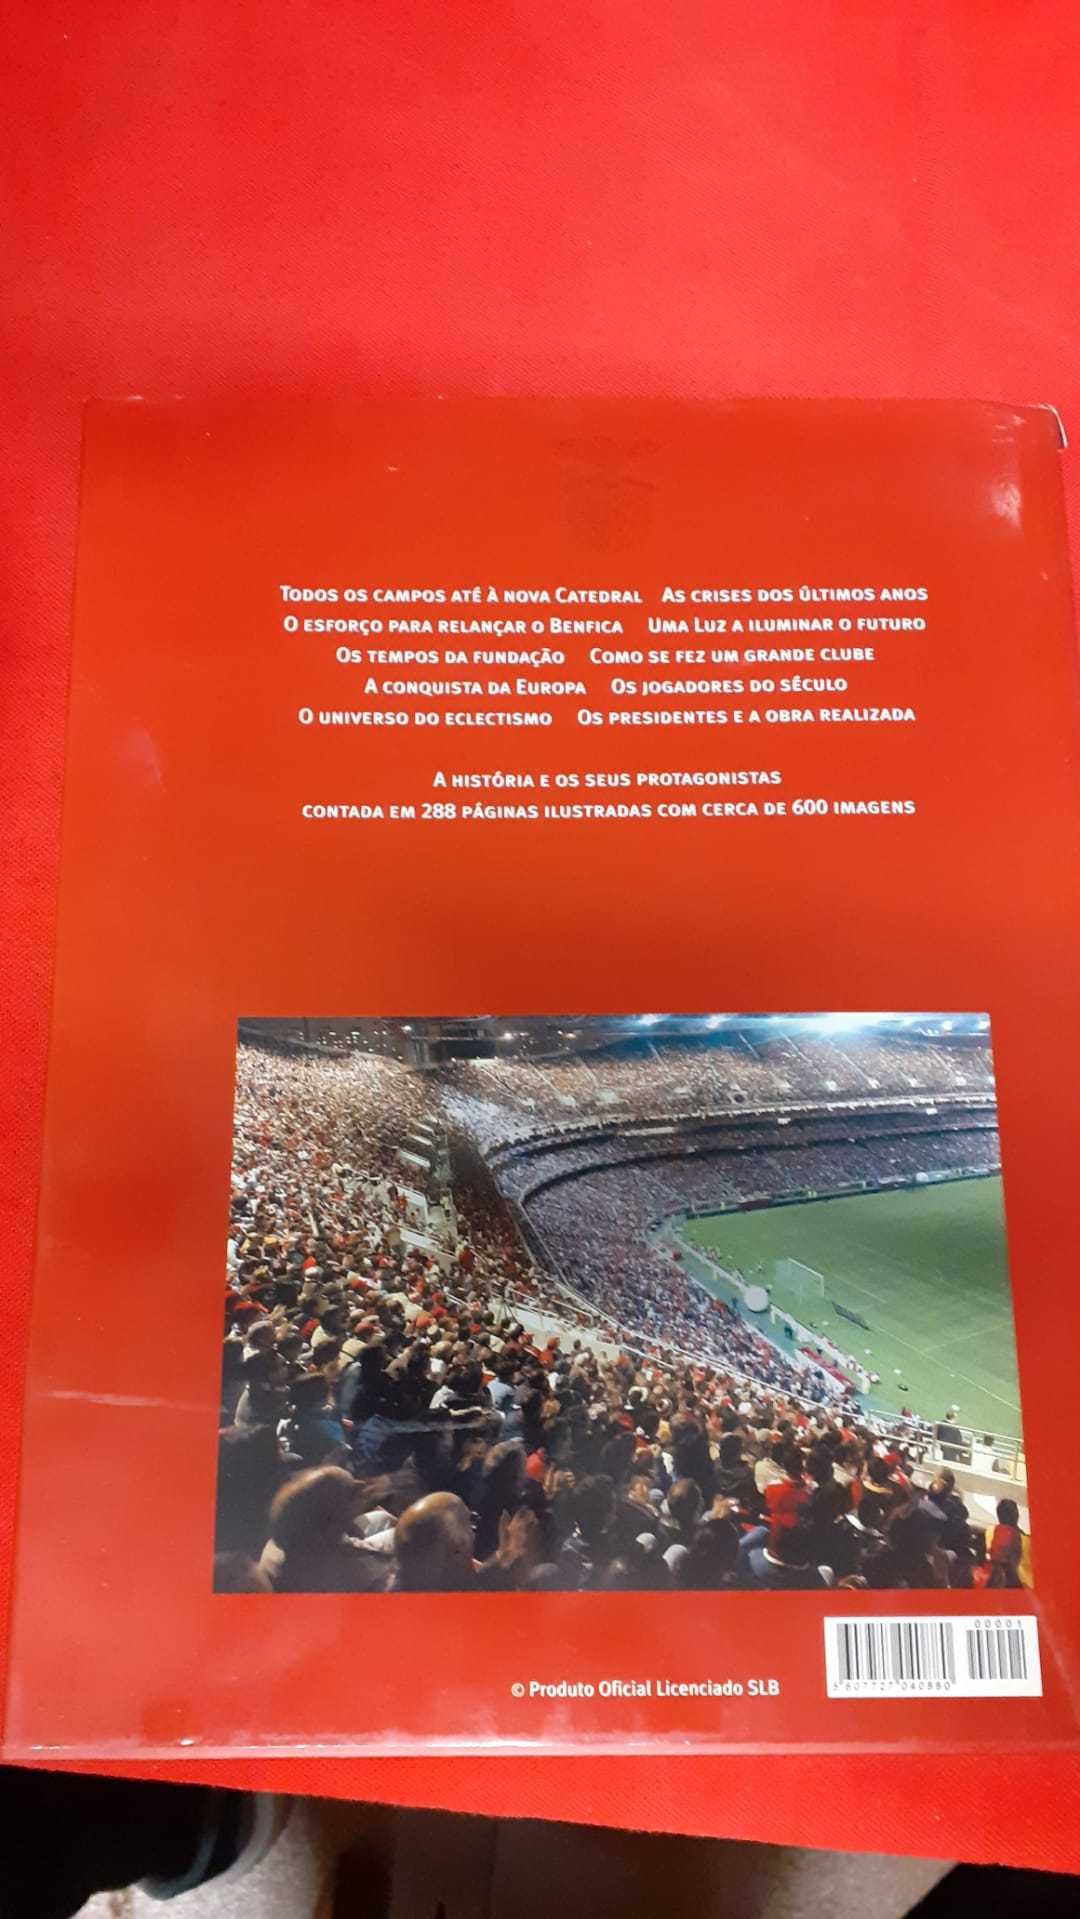 Todos os campos até à nova Catedral As crises dos últimos anos
O esforço para relançar o Benfica Uma Luz a iluminar o futuro
Os tempos da fundação Como se fez um grande clube
A conquista da Europa Os jogadores do século
O universo do eclectismo Os presidentes e a obra realizada
A história e os seus protagonistas
contada em 288 páginas ilustradas com cerca de 600 imagens
00001
5607727040880
© Produto Oficial Licenciado SLB